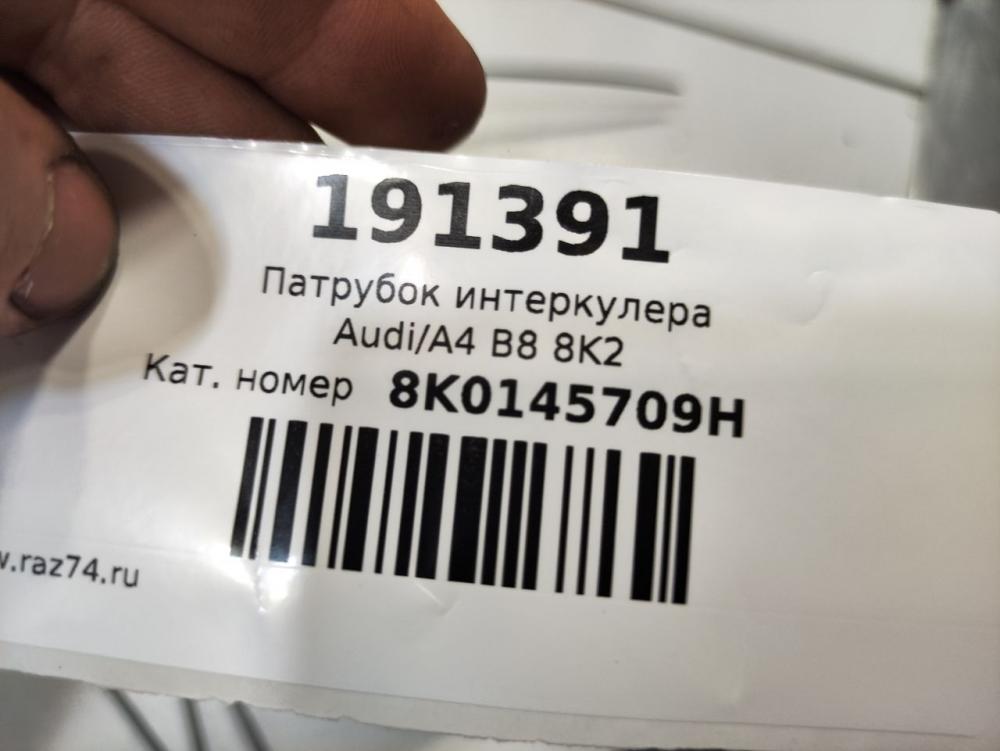 191391
Патрубок интеркулера
Audi/A4 B8 8K2
Кат. номер 8K0145709H
.raz74.ru